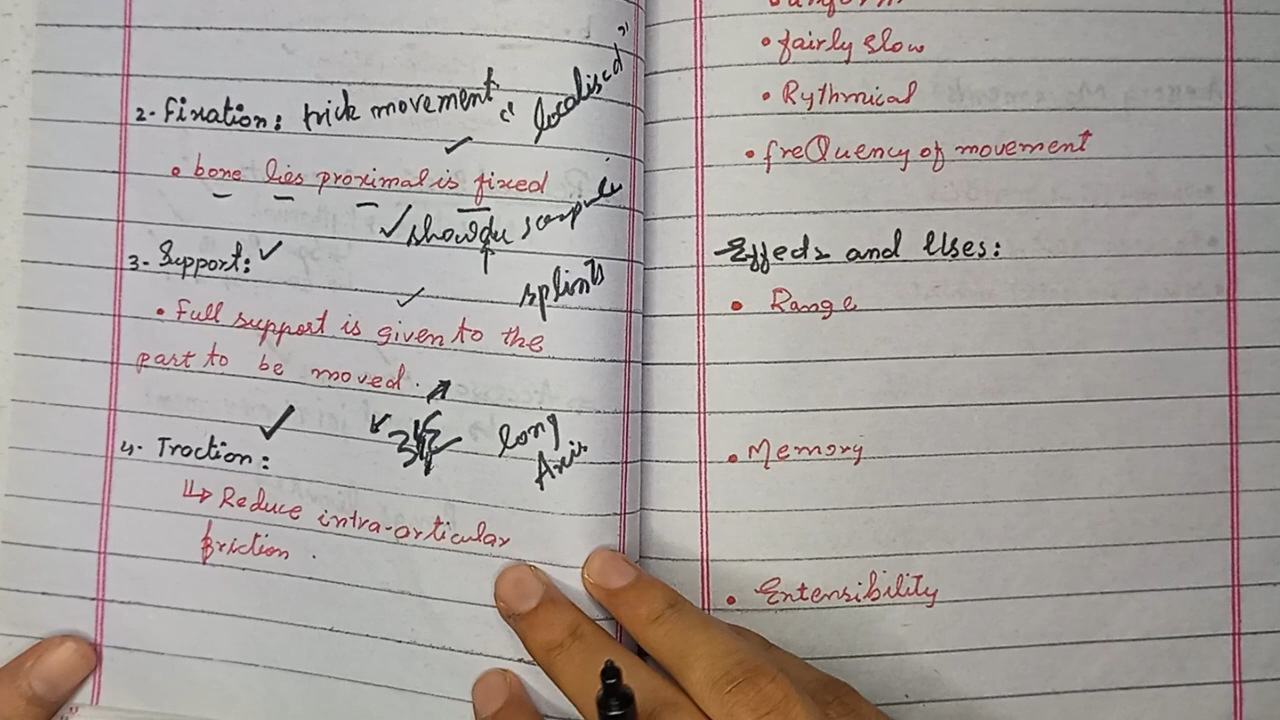 2. Fixation: trick movement "localised"
• bone lies proximal is fixed
splints
3. Support:
• Full support is given to the
part to be moved.
long
Axis
4. Traction:
↳ Reduce intra-articular
friction.
• fairly slow
• Rythmical
• freQuency of movement
Effects and Uses:
• Range
• Memory
• Extensibility